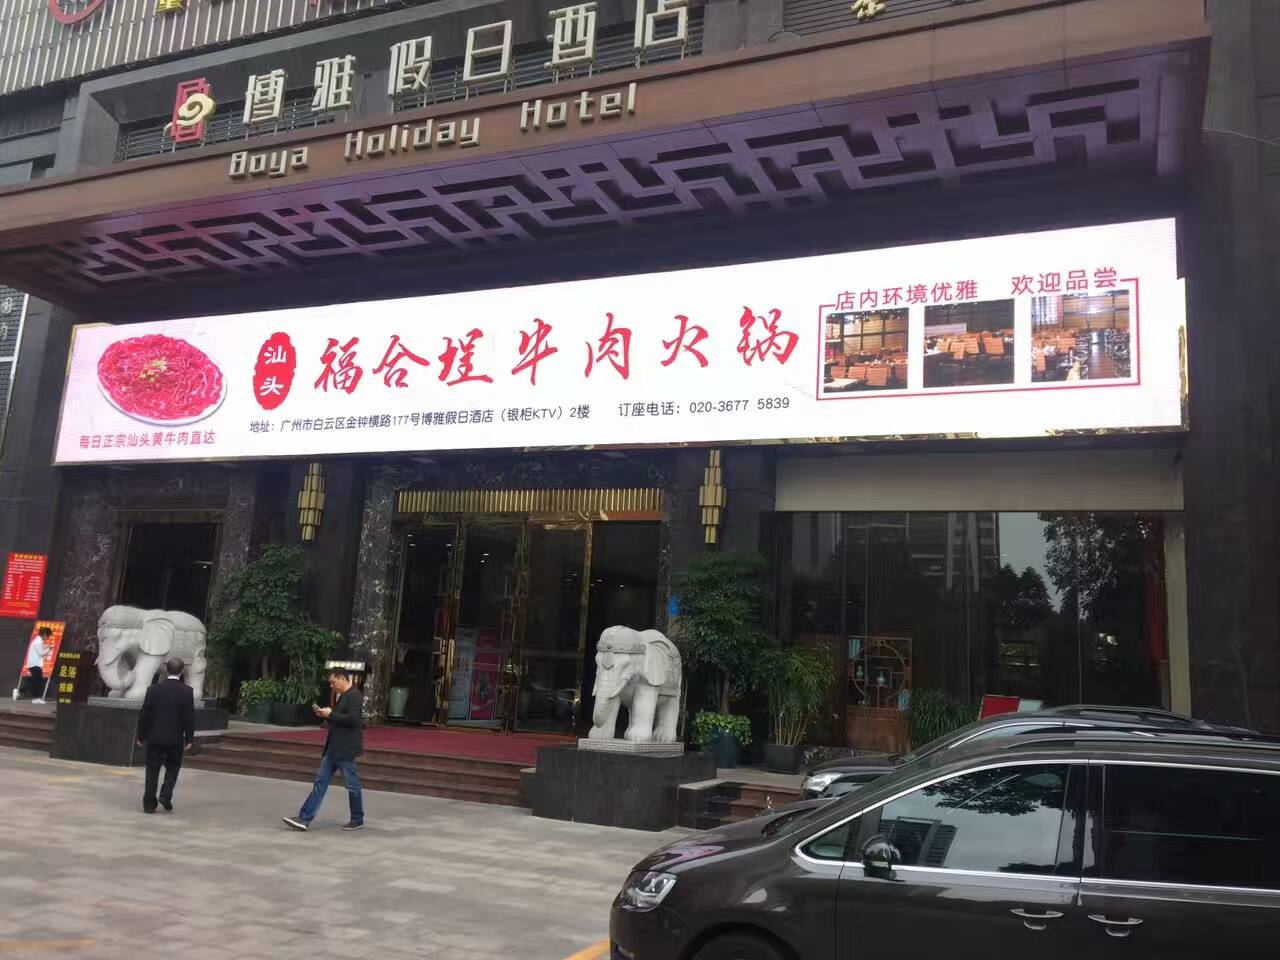 博雅假日酒店
Boya Holiday Hotel
店内环境优雅 欢迎品尝
汕头
福合埕牛肉火锅
每日正宗汕头黄牛肉直达
地址：广州市白云区金钟横路177号博雅假日酒店（银柜KTV）2楼 订座电话：020-3677 5839
足浴